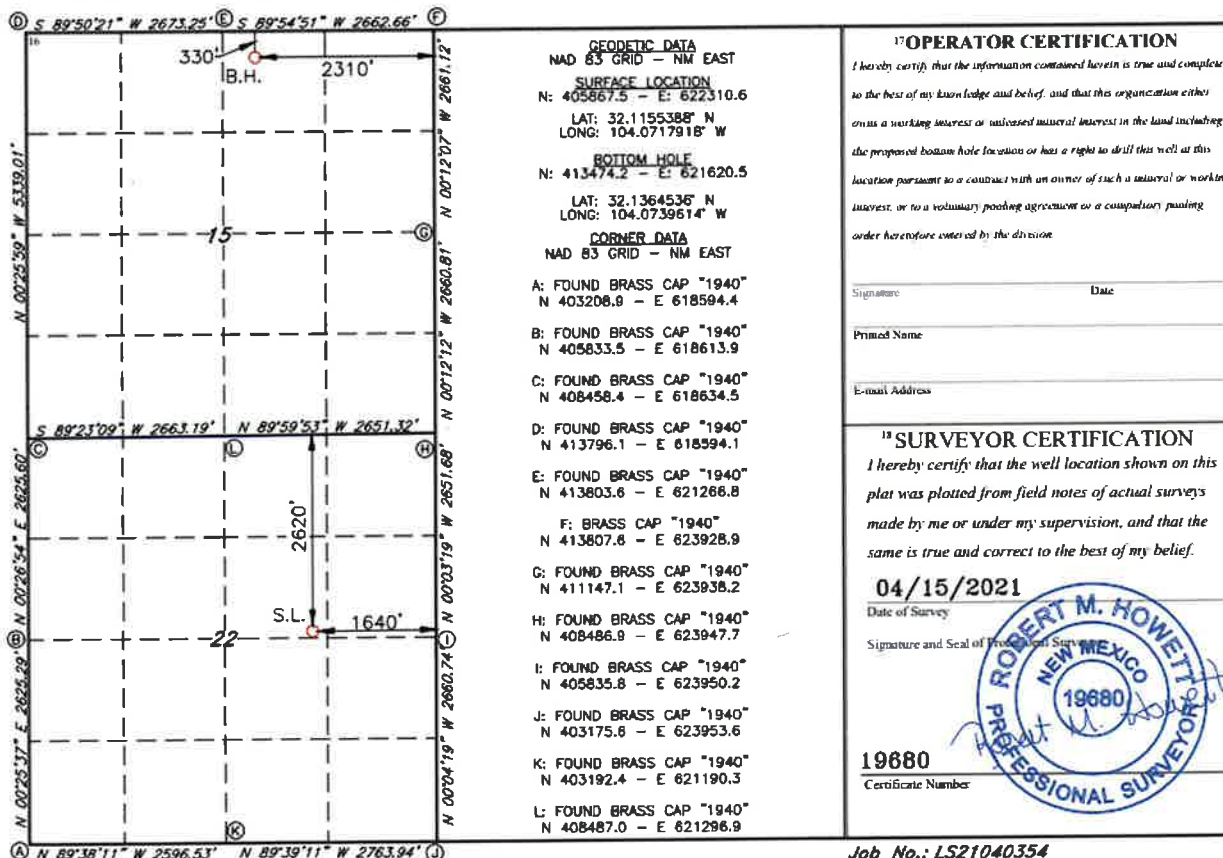 D S 89°50'21" W 2673.25' E S 89°54'51" W 2662.66' F
16
330'
B.H.
2310'
N 00°25'59" W 5339.01'
N 00°12'07" W 2661.12'
15
G
N 00°12'12" W 2660.81'
S 89°23'09" W 2663.19' N 89°59'53" W 2651.32'
C
L
H
N 00°26'54" E 2625.60'
N 00°03'19" W 2651.68'
2620'
S.L.
1640'
B
22
I
N 00°25'37" E 2625.29'
N 00°04'19" W 2660.74'
K
A N 89°38'11" W 2596.53' N 89°39'11" W 2763.94' J
GEODETIC DATA
NAD 83 GRID - NM EAST
SURFACE LOCATION
N: 405867.5 - E: 622310.6
LAT: 32.1155388° N
LONG: 104.0717918° W
BOTTOM HOLE
N: 413474.2 - E: 621620.5
LAT: 32.1364536° N
LONG: 104.0739614° W
CORNER DATA
NAD 83 GRID - NM EAST
A: FOUND BRASS CAP "1940"
N 403208.9 - E 618594.4
B: FOUND BRASS CAP "1940"
N 405833.5 - E 618613.9
C: FOUND BRASS CAP "1940"
N 408458.4 - E 618634.5
D: FOUND BRASS CAP "1940"
N 413796.1 - E 618594.1
E: FOUND BRASS CAP "1940"
N 413803.6 - E 621266.8
F: BRASS CAP "1940"
N 413807.6 - E 623928.9
G: FOUND BRASS CAP "1940"
N 411147.1 - E 623938.2
H: FOUND BRASS CAP "1940"
N 408486.9 - E 623947.7
I: FOUND BRASS CAP "1940"
N 405835.8 - E 623950.2
J: FOUND BRASS CAP "1940"
N 403175.6 - E 623953.6
K: FOUND BRASS CAP "1940"
N 403192.4 - E 621190.3
L: FOUND BRASS CAP "1940"
N 408487.0 - E 621296.9
17 OPERATOR CERTIFICATION
I hereby certify that the information contained herein is true and complete
to the best of my knowledge and belief, and that this organization either
owns a working interest or unleased mineral interest in the land including
the proposed bottom hole location or has a right to drill this well at this
location pursuant to a contract with an owner of such a mineral or workin
interest, or to a voluntary pooling agreement or a compulsory pooling
order heretofore entered by the division
Signature Date
Printed Name
E-mail Address
18 SURVEYOR CERTIFICATION
I hereby certify that the well location shown on this
plat was plotted from field notes of actual surveys
made by me or under my supervision, and that the
same is true and correct to the best of my belief.
04/15/2021
Date of Survey
Signature and Seal of Professional Surveyor
ROBERT M. HOWETT
NEW MEXICO
19680
PROFESSIONAL SURVEYOR
Robert M. Howett
19680
Certificate Number
Job No.: LS21040354